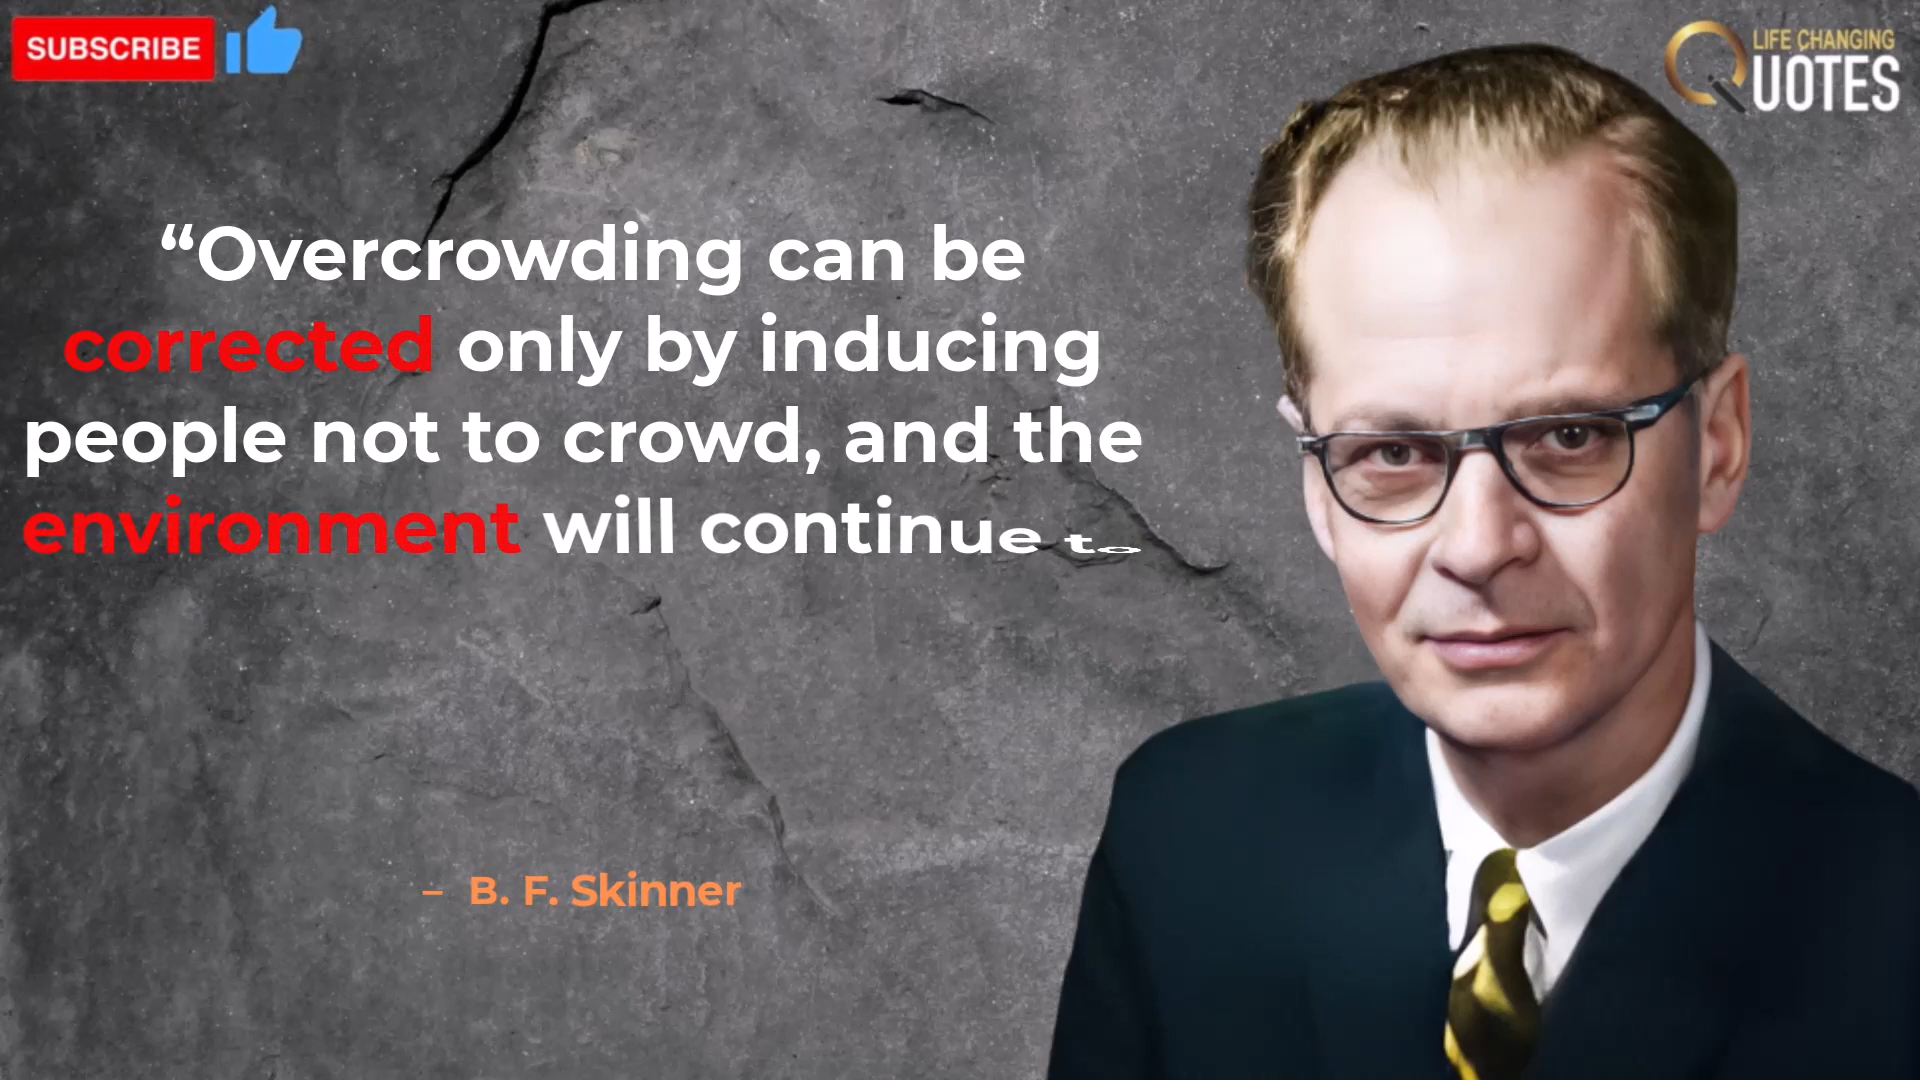 SUBSCRIBE
LIFE CHANGING
QUOTES
“Overcrowding can be
corrected only by inducing
people not to crowd, and the
environment will continue to
– B. F. Skinner